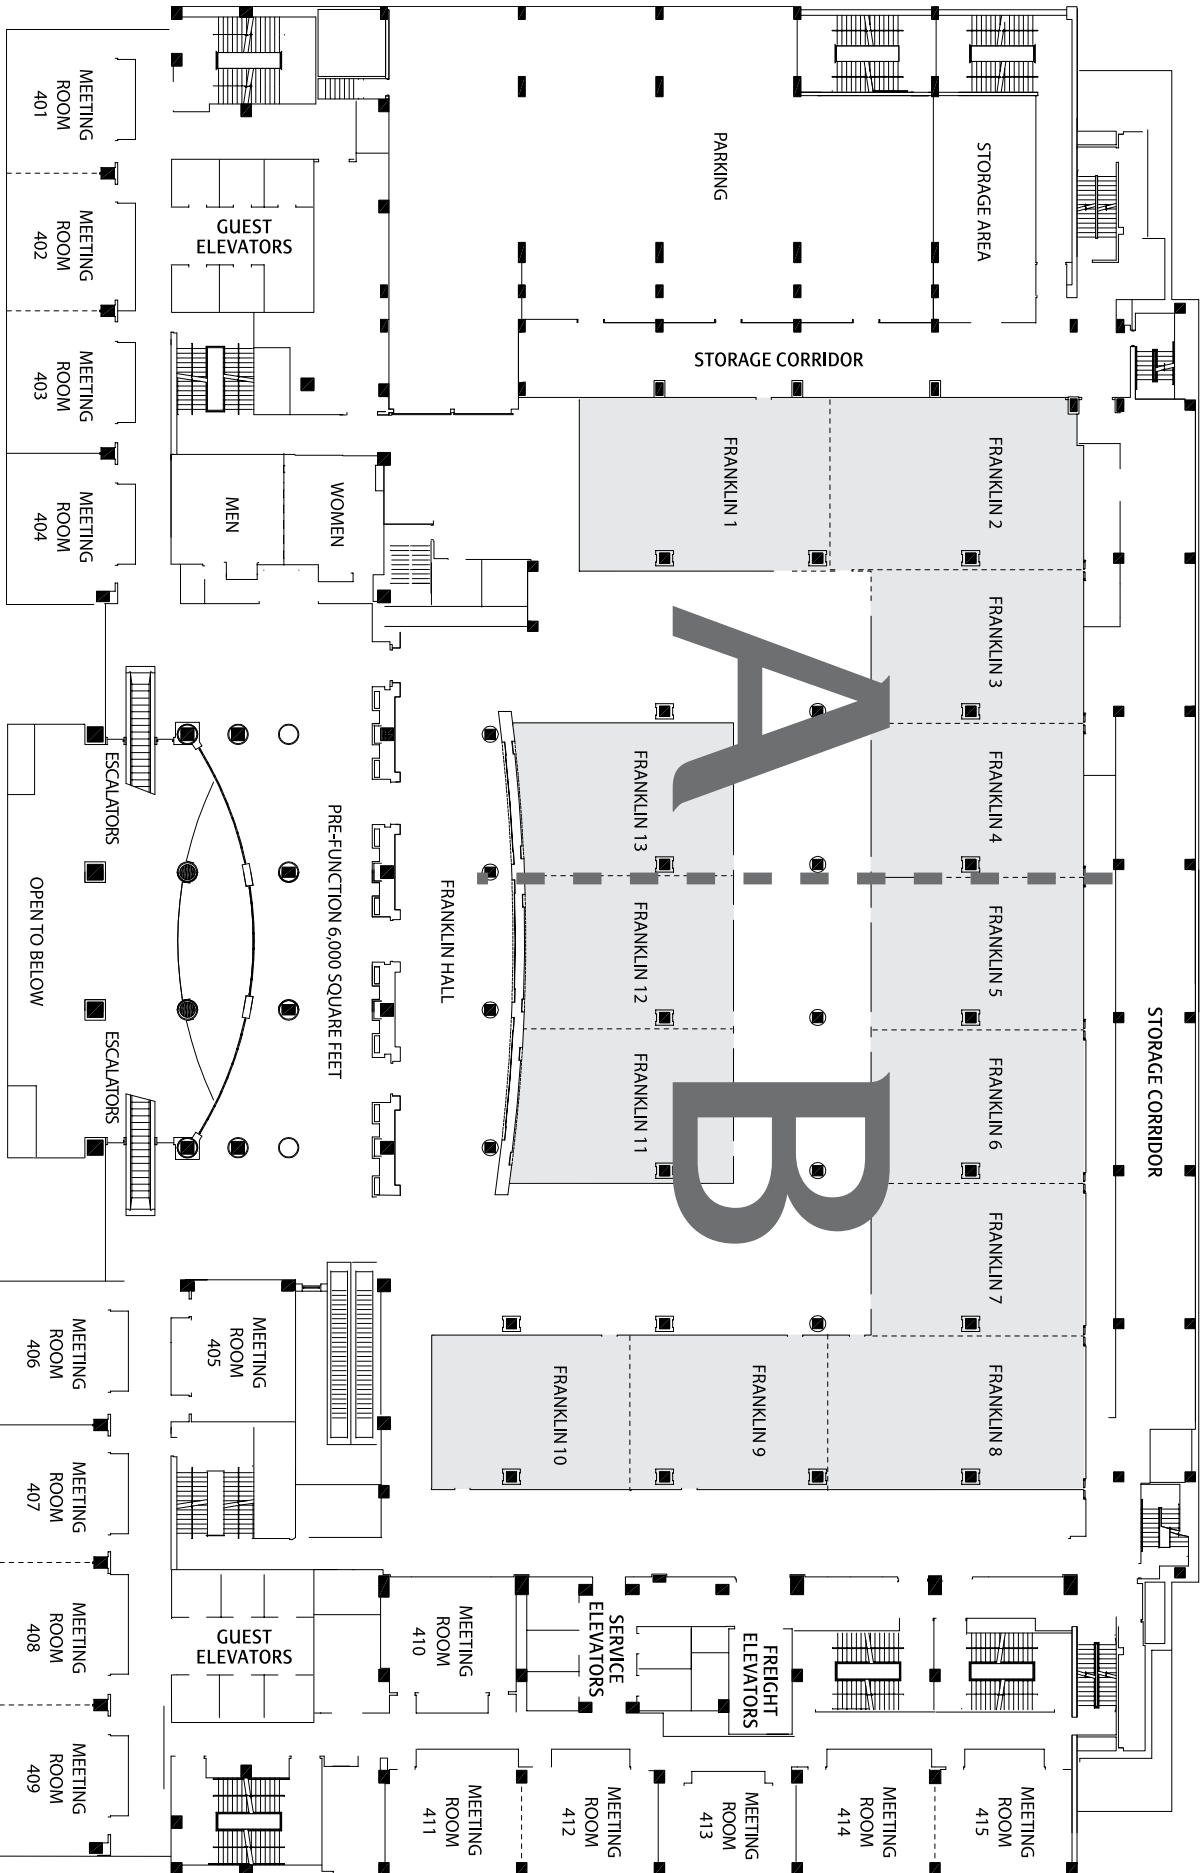 MEETING
ROOM
401
MEETING
ROOM
402
MEETING
ROOM
403
MEETING
ROOM
404
GUEST
ELEVATORS
MEN
WOMEN
PARKING
STORAGE AREA
STORAGE CORRIDOR
FRANKLIN 1
FRANKLIN 2
FRANKLIN 3
FRANKLIN 4
FRANKLIN 5
FRANKLIN 6
FRANKLIN 7
FRANKLIN 8
FRANKLIN 9
FRANKLIN 10
FRANKLIN 11
FRANKLIN 12
FRANKLIN 13
A
B
STORAGE CORRIDOR
FRANKLIN HALL
PRE-FUNCTION 6,000 SQUARE FEET
ESCALATORS
OPEN TO BELOW
ESCALATORS
MEETING
ROOM
405
MEETING
ROOM
406
MEETING
ROOM
407
MEETING
ROOM
408
MEETING
ROOM
409
GUEST
ELEVATORS
MEETING
ROOM
410
SERVICE
ELEVATORS
FREIGHT
ELEVATORS
MEETING
ROOM
411
MEETING
ROOM
412
MEETING
ROOM
413
MEETING
ROOM
414
MEETING
ROOM
415